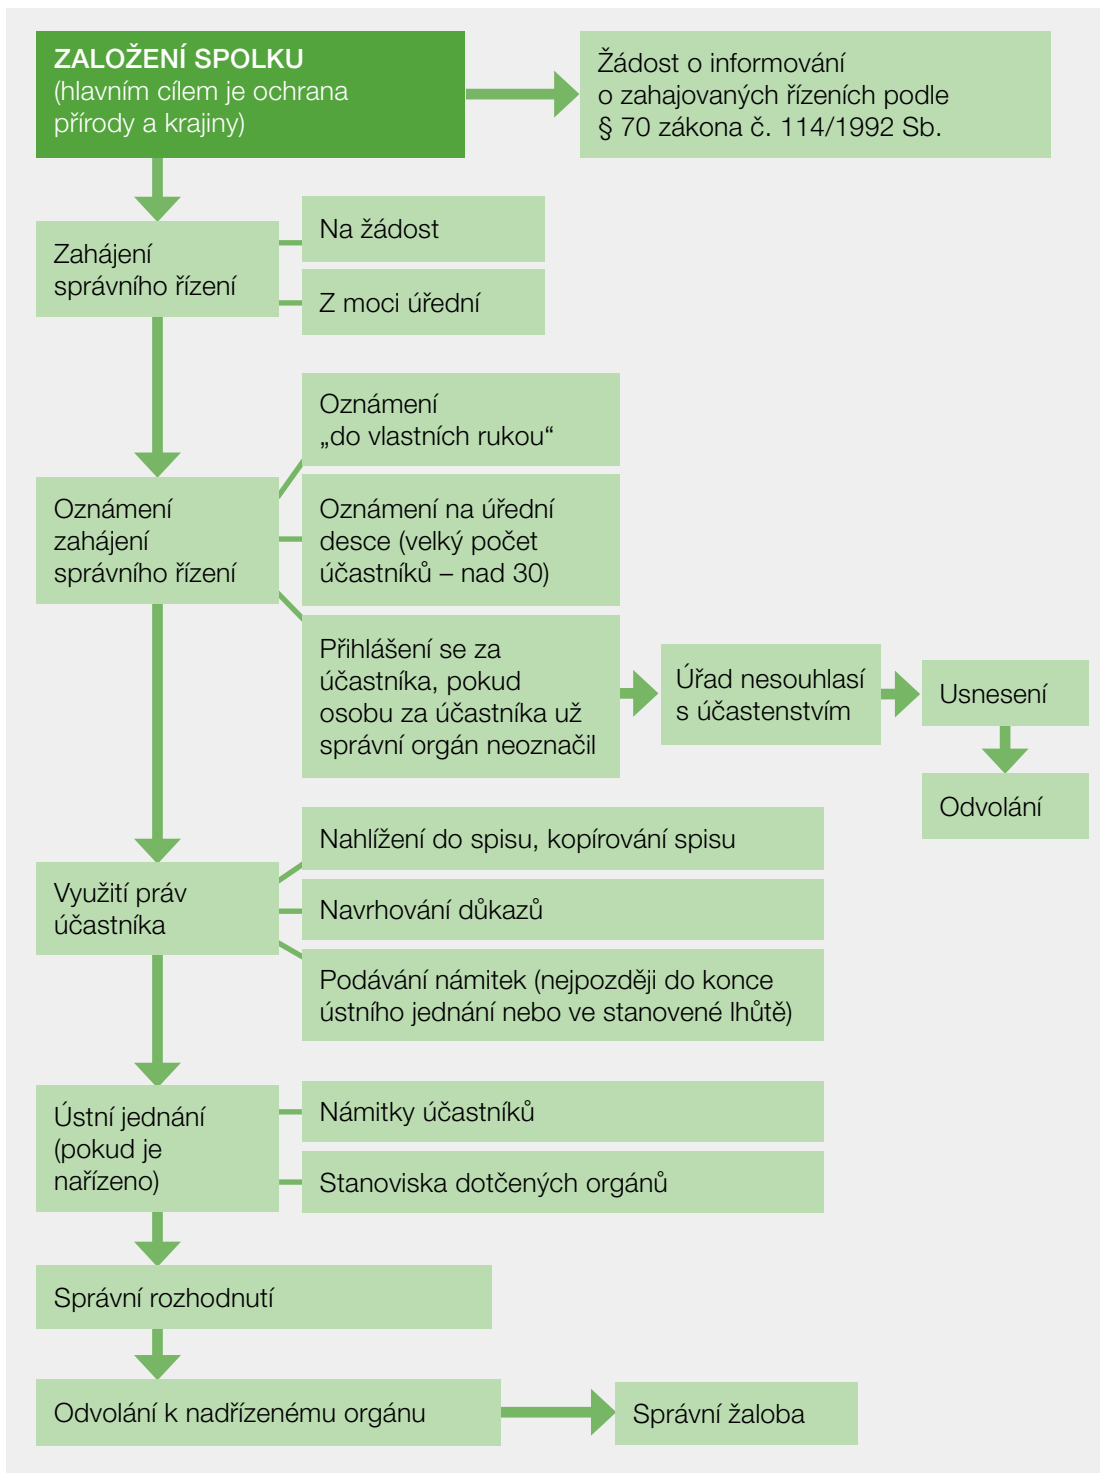 ZALOŽENÍ SPOLKU
(hlavním cílem je ochrana
přírody a krajiny)
Žádost o informování
o zahajovaných řízeních podle
§ 70 zákona č. 114/1992 Sb.
Zahájení
správního řízení
Na žádost
Z moci úřední
Oznámení
zahájení
správního řízení
Oznámení
„do vlastních rukou“
Oznámení na úřední
desce (velký počet
účastníků – nad 30)
Přihlášení se za
účastníka, pokud
osobu za účastníka už
správní orgán neoznačil
Úřad nesouhlasí
s účastenstvím
Usnesení
Odvolání
Využití práv
účastníka
Nahlížení do spisu, kopírování spisu
Navrhování důkazů
Podávání námitek (nejpozději do konce
ústního jednání nebo ve stanovené lhůtě)
Ústní jednání
(pokud je
nařízeno)
Námitky účastníků
Stanoviska dotčených orgánů
Správní rozhodnutí
Odvolání k nadřízenému orgánu
Správní žaloba